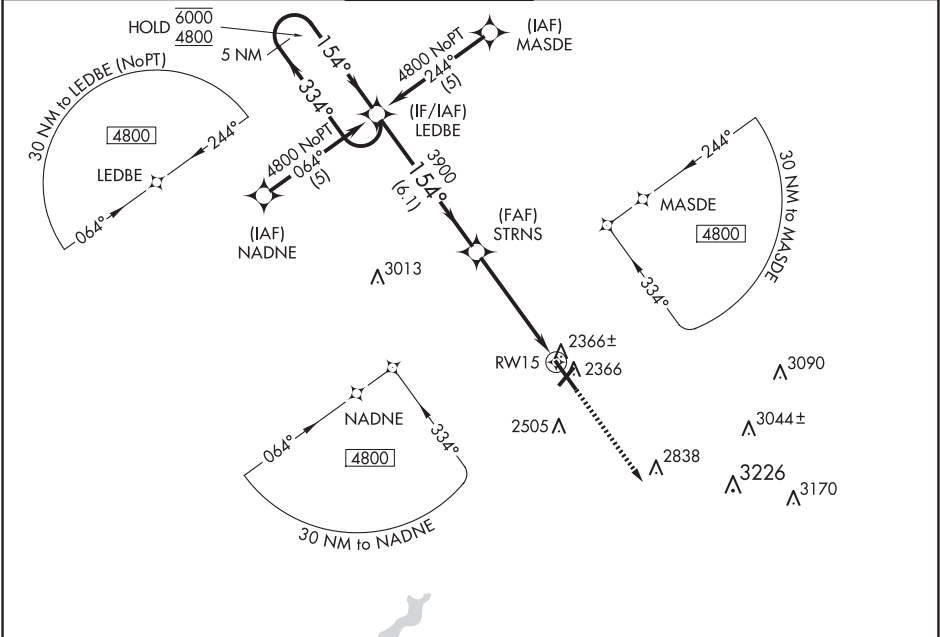 HOLD 6000
4800
5 NM
154°
334°
(IAF)
MASDE
4800 NoPT
244°
(5)
(IF/IAF)
LEDBE
30 NM to LEDBE (NoPT)
4800
244°
LEDBE
064°
4800 NoPT
064°
(5)
(IAF)
NADNE
3900
154°
(6.1)
(FAF)
STRNS
244°
MASDE
4800
30 NM to MASDE
334°
3013
2366±
RW15
2366
3090
2505
3044±
2838
3226
3170
NADNE
064°
334°
4800
30 NM to NADNE